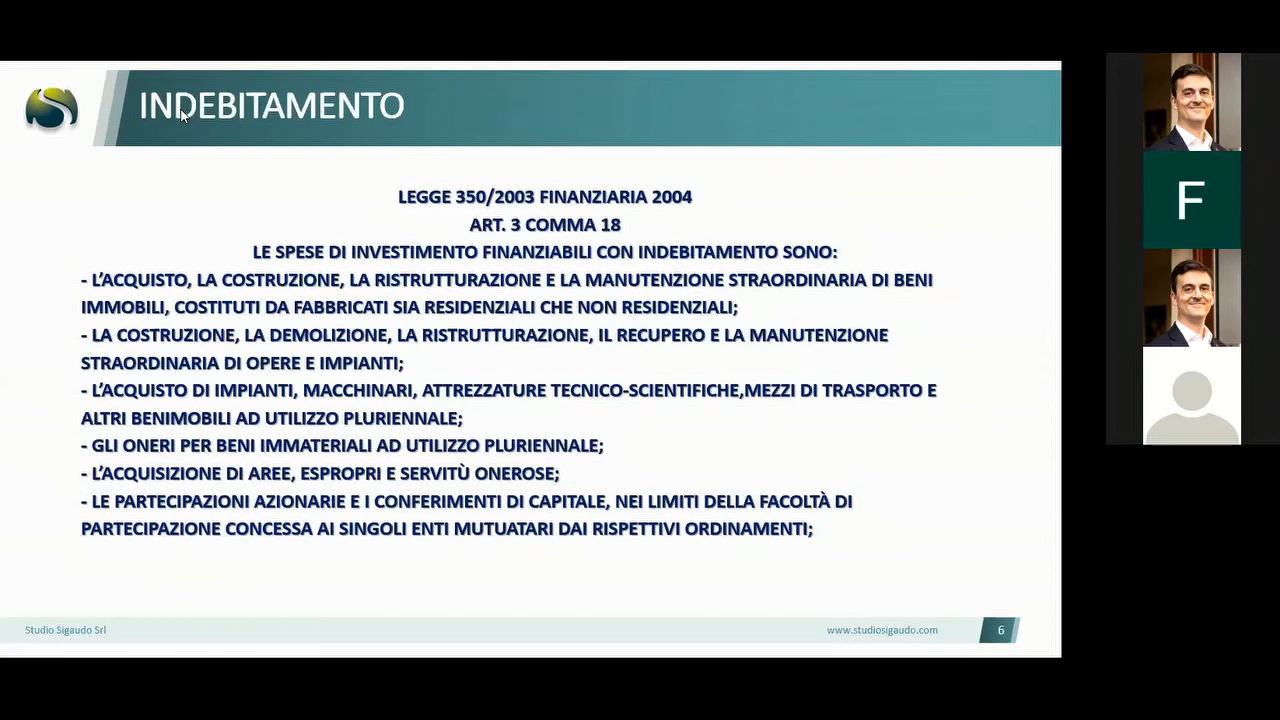 INDEBITAMENTO
LEGGE 350/2003 FINANZIARIA 2004
ART. 3 COMMA 18
LE SPESE DI INVESTIMENTO FINANZIABILI CON INDEBITAMENTO SONO:
- L’ACQUISTO, LA COSTRUZIONE, LA RISTRUTTURAZIONE E LA MANUTENZIONE STRAORDINARIA DI BENI
IMMOBILI, COSTITUTI DA FABBRICATI SIA RESIDENZIALI CHE NON RESIDENZIALI;
- LA COSTRUZIONE, LA DEMOLIZIONE, LA RISTRUTTURAZIONE, IL RECUPERO E LA MANUTENZIONE
STRAORDINARIA DI OPERE E IMPIANTI;
- L’ACQUISTO DI IMPIANTI, MACCHINARI, ATTREZZATURE TECNICO-SCIENTIFICHE,MEZZI DI TRASPORTO E
ALTRI BENIMOBILI AD UTILIZZO PLURIENNALE;
- GLI ONERI PER BENI IMMATERIALI AD UTILIZZO PLURIENNALE;
- L’ACQUISIZIONE DI AREE, ESPROPRI E SERVITÙ ONEROSE;
- LE PARTECIPAZIONI AZIONARIE E I CONFERIMENTI DI CAPITALE, NEI LIMITI DELLA FACOLTÀ DI
PARTECIPAZIONE CONCESSA AI SINGOLI ENTI MUTUATARI DAI RISPETTIVI ORDINAMENTI;
Studio Sigaudo Srl
www.studiosigaudo.com
6
F